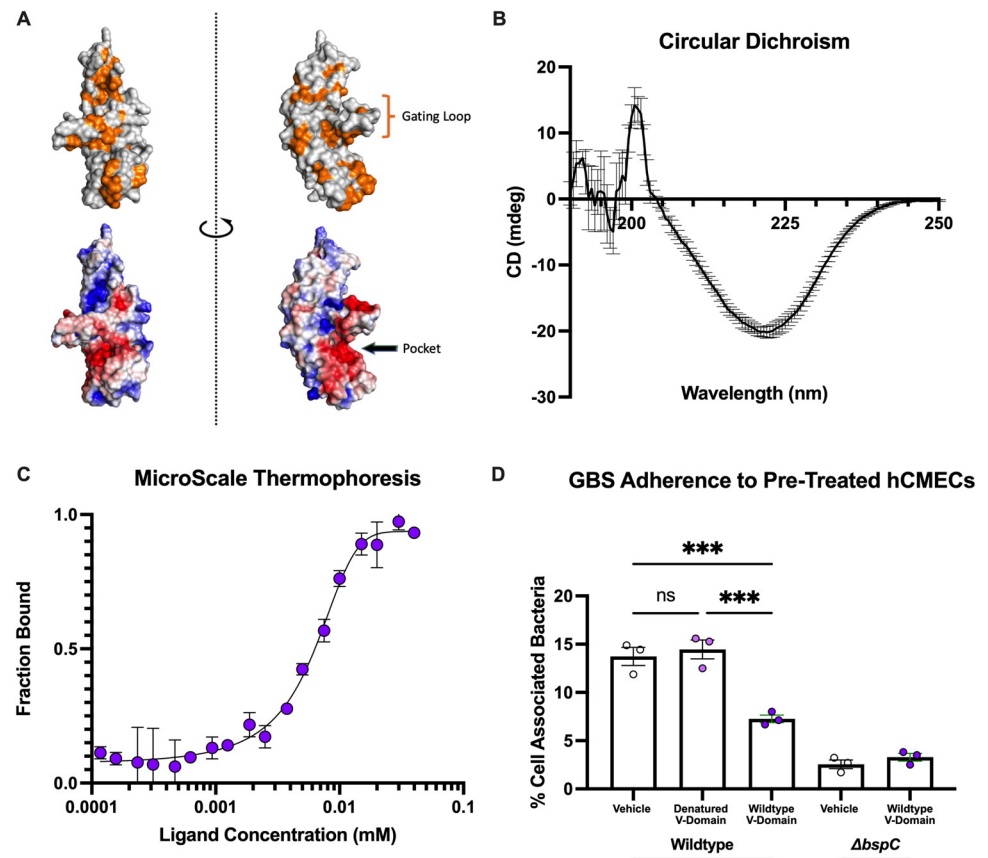 A
Gating Loop
Pocket
B
Circular Dichroism
20
10
0
-10
-20
-30
200
225
250
CD (mdeg)
Wavelength (nm)
C
MicroScale Thermophoresis
1.0
0.5
0.0
0.0001
0.001
0.01
0.1
Fraction Bound
Ligand Concentration (mM)
D
GBS Adherence to Pre-Treated hCMECs
***
ns
***
20
15
10
5
0
% Cell Associated Bacteria
Vehicle
Denatured
V-Domain
Wildtype
V-Domain
Vehicle
Wildtype
V-Domain
Wildtype
ΔbspC